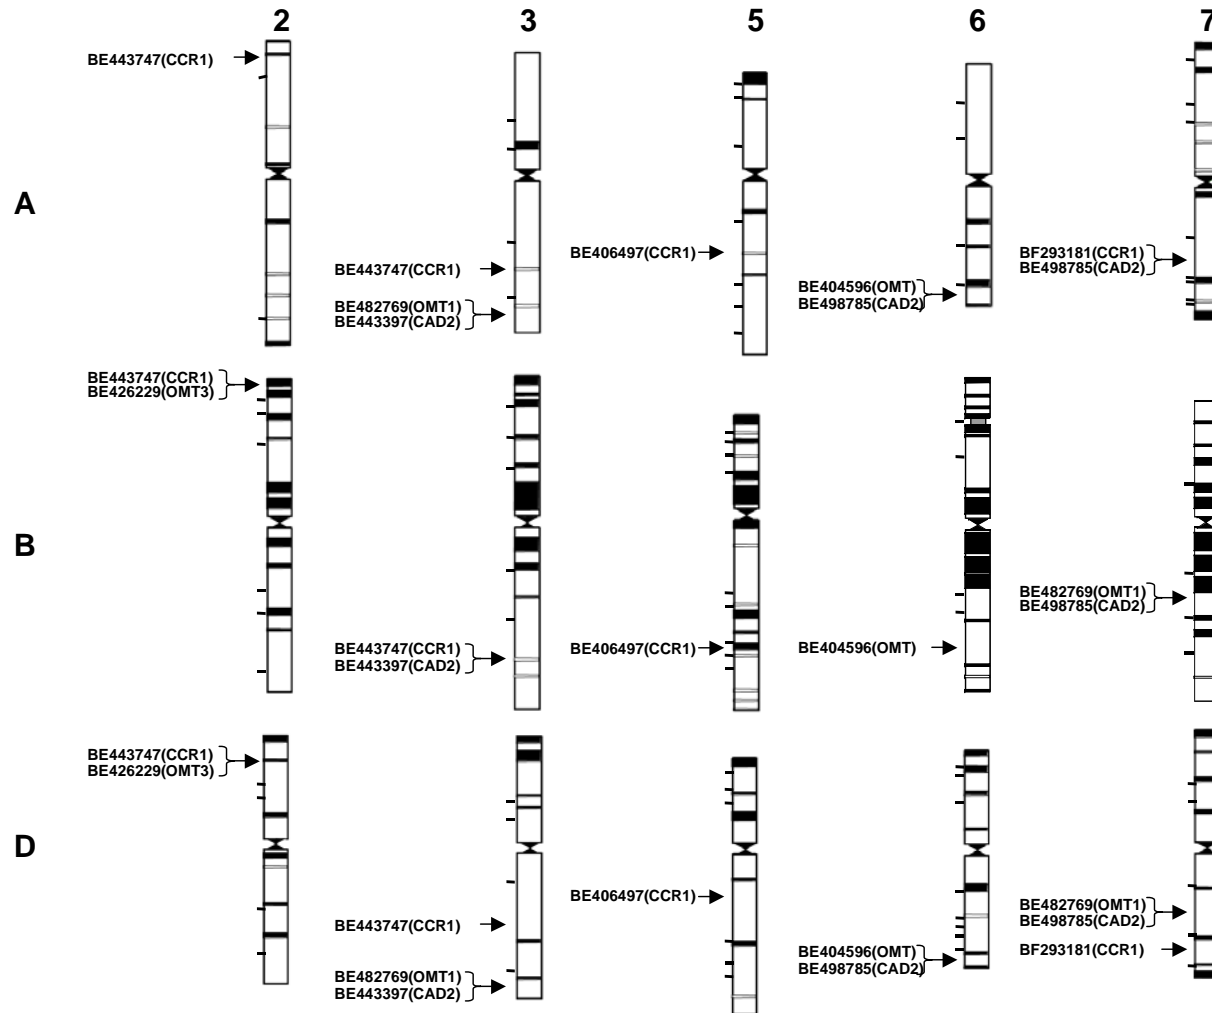 2 3 5 6 7
BE443747(CCR1)
A
BE443747(CCR1)
BE482769(OMT1)
BE443397(CAD2)
BE406497(CCR1)
BE404596(OMT)
BE498785(CAD2)
BF293181(CCR1)
BE498785(CAD2)
BE443747(CCR1)
BE426229(OMT3)
B
BE443747(CCR1)
BE443397(CAD2)
BE406497(CCR1)
BE404596(OMT)
BE482769(OMT1)
BE498785(CAD2)
BE443747(CCR1)
BE426229(OMT3)
D
BE443747(CCR1)
BE482769(OMT1)
BE443397(CAD2)
BE406497(CCR1)
BE404596(OMT)
BE498785(CAD2)
BE482769(OMT1)
BE498785(CAD2)
BF293181(CCR1)